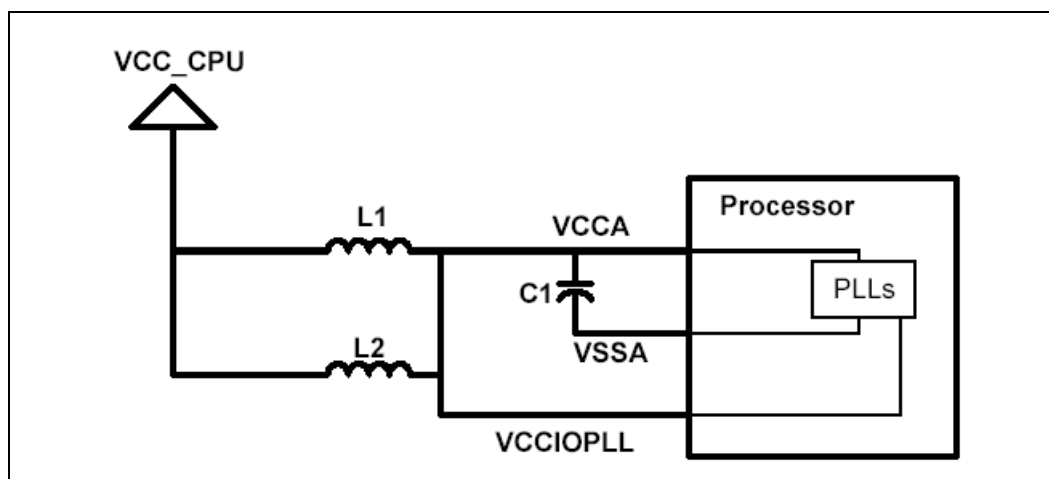 VCC_CPU
L1
VCCA
Processor
C1
PLLs
L2
VSSA
VCCIOPLL